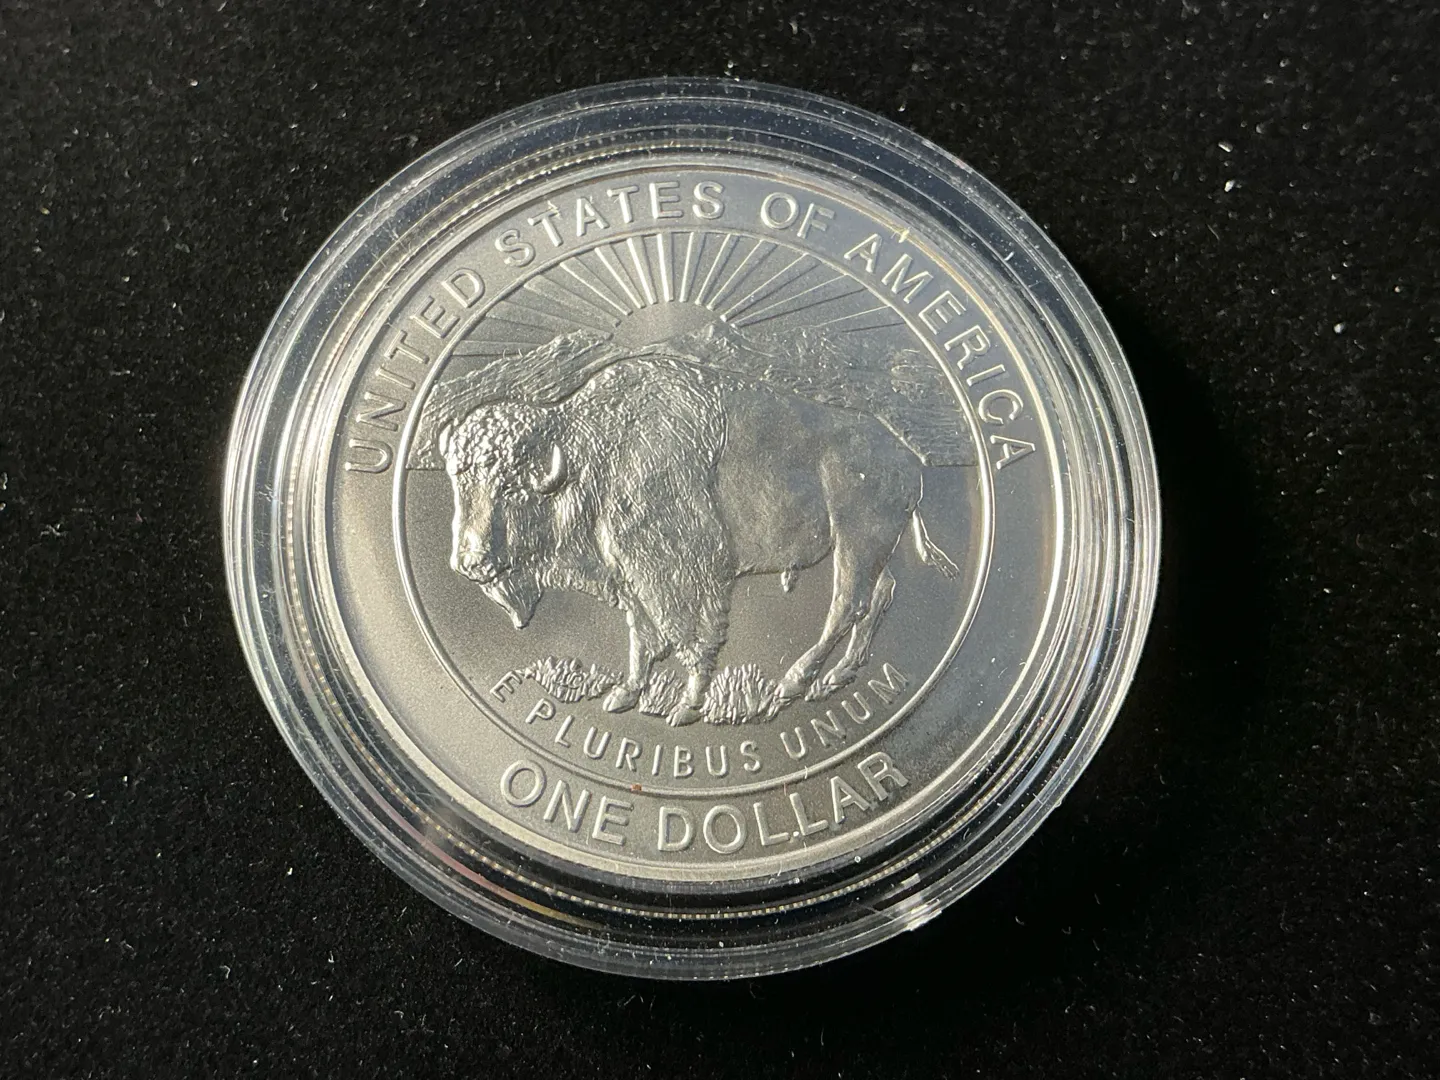 UNITED STATES OF AMERICA
E PLURIBUS UNUM
ONE DOLLAR